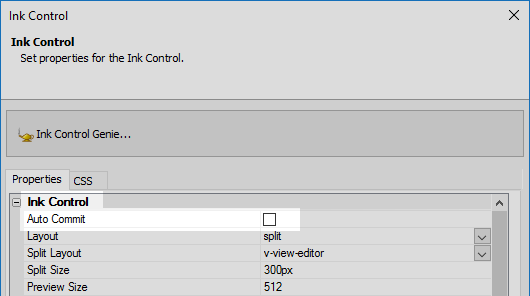 Ink Control
Ink Control
Set properties for the Ink Control.
Ink Control Genie...
Properties CSS
Ink Control
Auto Commit
Layout split
Split Layout v-view-editor
Split Size 300px
Preview Size 512